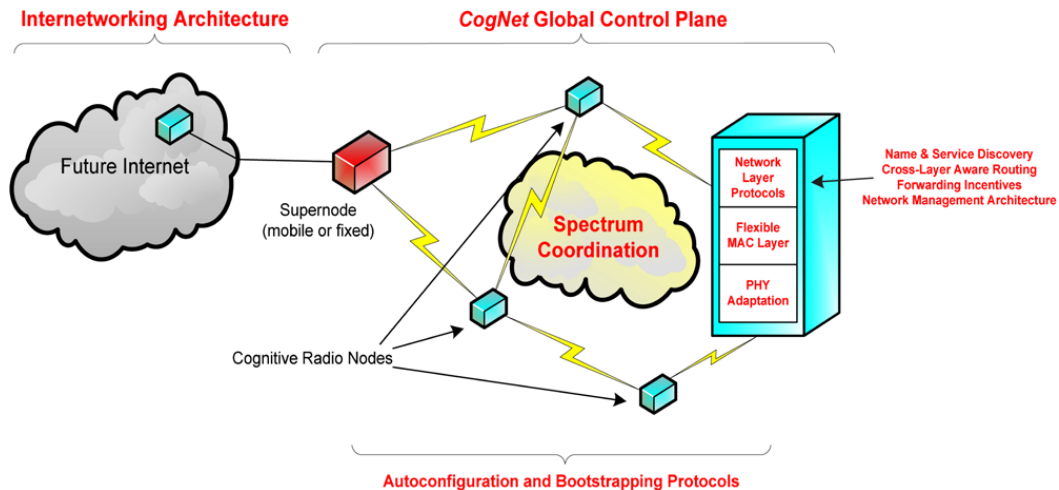 Internetworking Architecture
CogNet Global Control Plane
Future Internet
Supernode
(mobile or fixed)
Spectrum
Coordination
Network
Layer
Protocols
Flexible
MAC Layer
PHY
Adaptation
Name & Service Discovery
Cross-Layer Aware Routing
Forwarding Incentives
Network Management Architecture
Cognitive Radio Nodes
Autoconfiguration and Bootstrapping Protocols